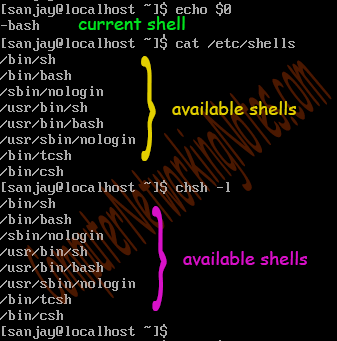 [sanjay@localhost ~]$ echo $0
-bash current shell
[sanjay@localhost ~]$ cat /etc/shells
/bin/sh
/bin/bash
/sbin/nologin
/usr/bin/sh
/usr/bin/bash
/usr/sbin/nologin
/bin/tcsh
/bin/csh
available shells
[sanjay@localhost ~]$ chsh -l
/bin/sh
/bin/bash
/sbin/nologin
/usr/bin/sh
/usr/bin/bash
/usr/sbin/nologin
/bin/tcsh
/bin/csh
available shells
[sanjay@localhost ~]$
ComputerNetworkingNotes.com